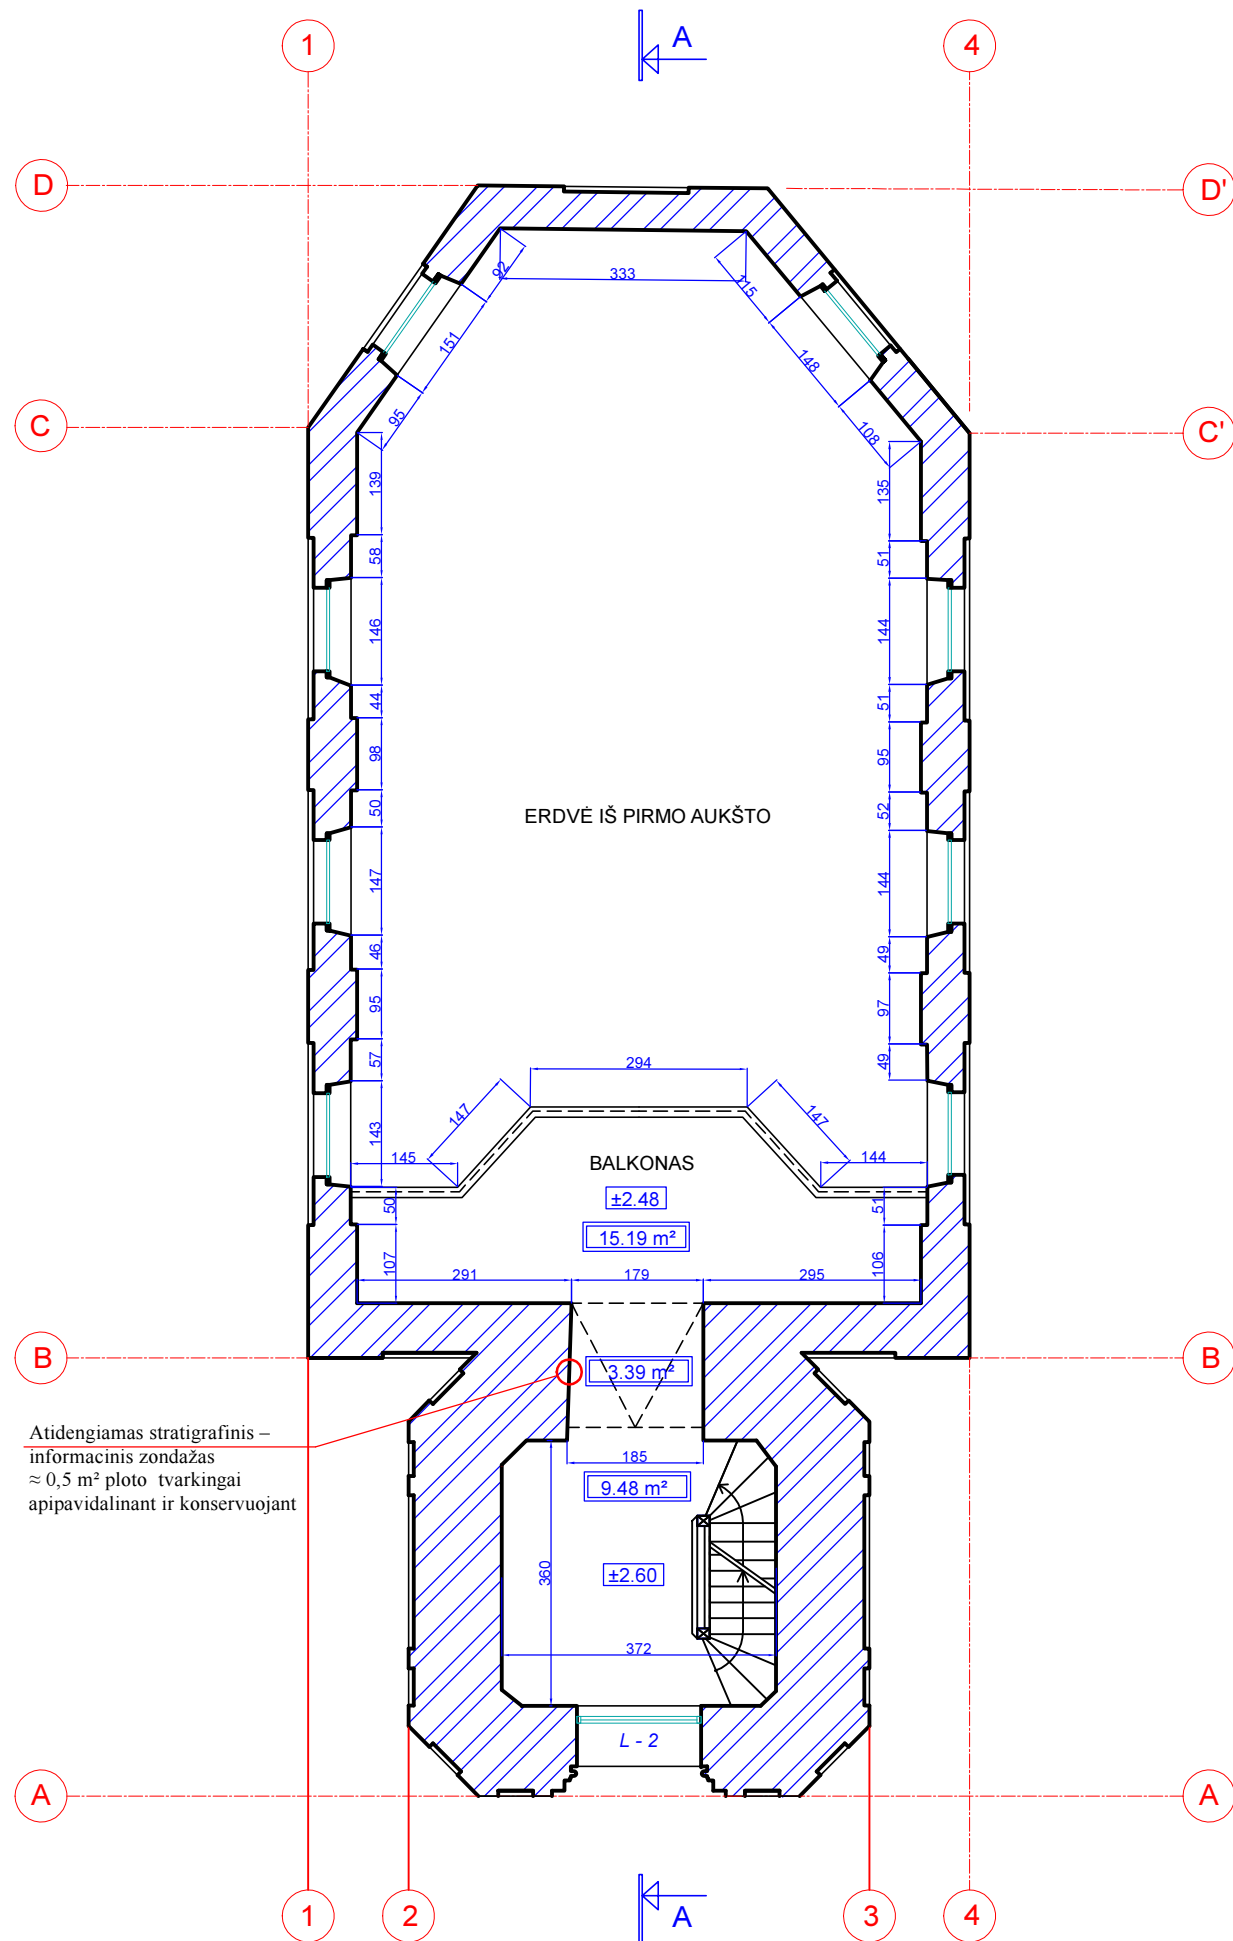 1
A
4
D
D'
92
333
115
151
148
95
108
C
C'
139
135
58
51
146
144
44
51
98
95
50
52
ERDVĖ IŠ PIRMO AUKŠTO
147
144
46
49
95
97
57
49
294
147
147
143
145
BALKONAS
144
±2.48
50
51
15.19 m²
107
106
291
179
295
B
3.39 m²
B
Atidengiamas stratigrafinis –
informacinis zondažas
≈ 0,5 m² ploto tvarkingai
apipavidalinant ir konservuojant
185
9.48 m²
360
±2.60
372
L - 2
A
A
1
2
A
3
4